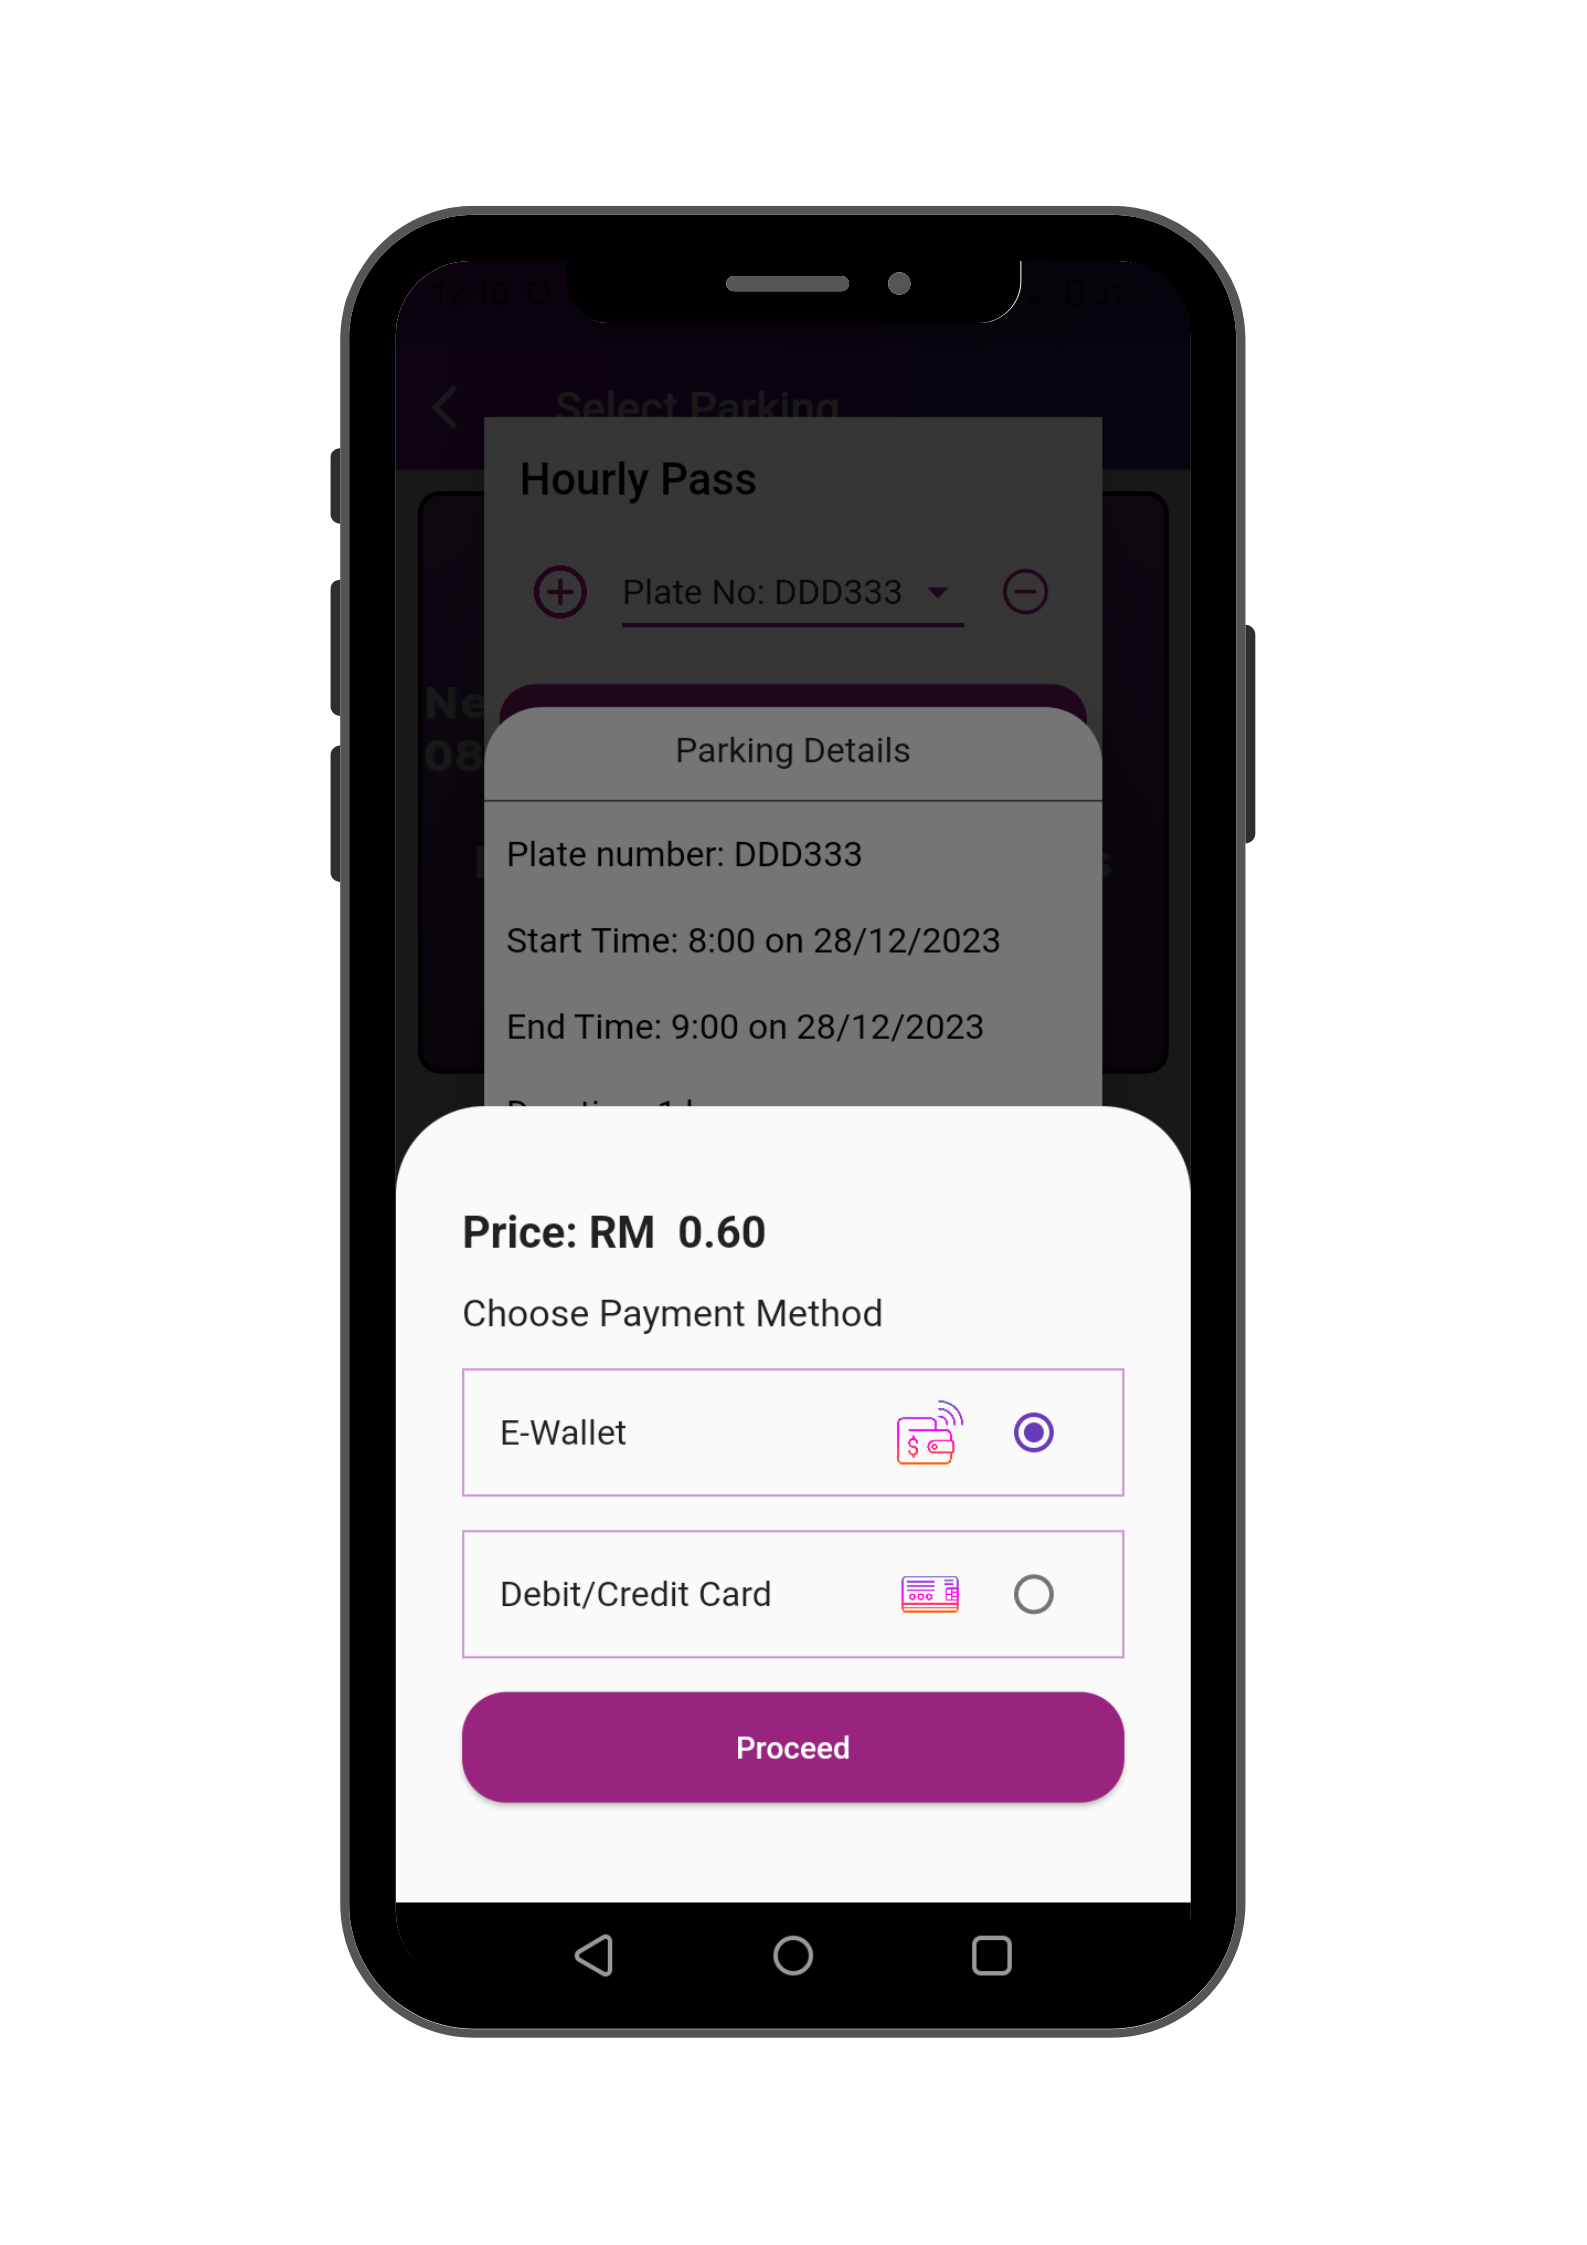 12:10
31%
Select Parking
Hourly Pass
Plate No: DDD333
Ne
08
s
Parking Details
Plate number: DDD333
Start Time: 8:00 on 28/12/2023
End Time: 9:00 on 28/12/2023
Price: RM  0.60
Choose Payment Method
E-Wallet
$
Debit/Credit Card
Proceed